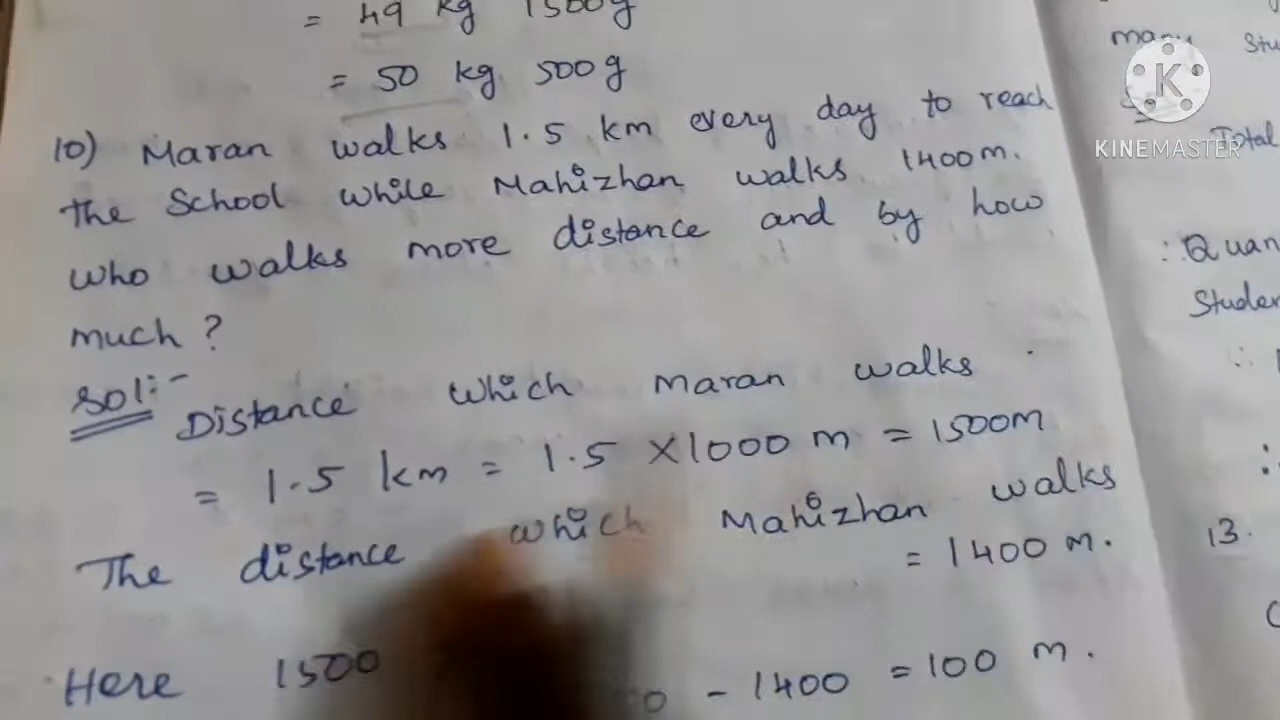 = 49 kg 1500g
= 50 kg 500g
10) Maran walks 1.5 km every day to reach
the School while Mahizhan walks 1400m.
who walks more distance and by how
much?
Sol:-
Distance which maran walks
= 1.5 km = 1.5 ×1000 m = 1500m
The distance which Mahizhan walks
= 1400 m.
Here 1500
- 1400 = 100 m.
many
Total
∴ Quan
Studen
13.
K
KINEMASTER